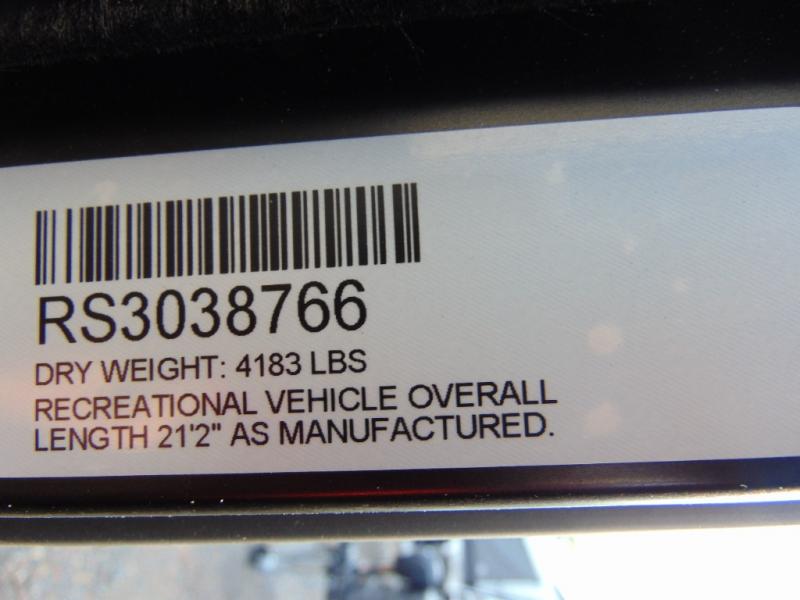 RS3038766
DRY WEIGHT: 4183 LBS
RECREATIONAL VEHICLE OVERALL
LENGTH 21'2" AS MANUFACTURED.